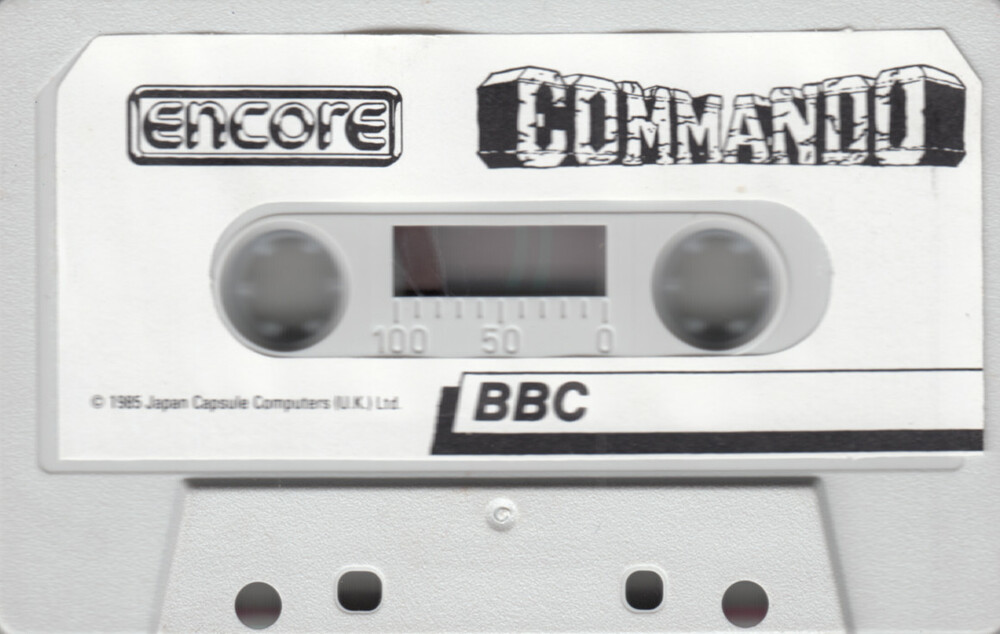 encore
COMMANDO
100 50 0
© 1985 Japan Capsule Computers (U.K.) Ltd.
BBC
G